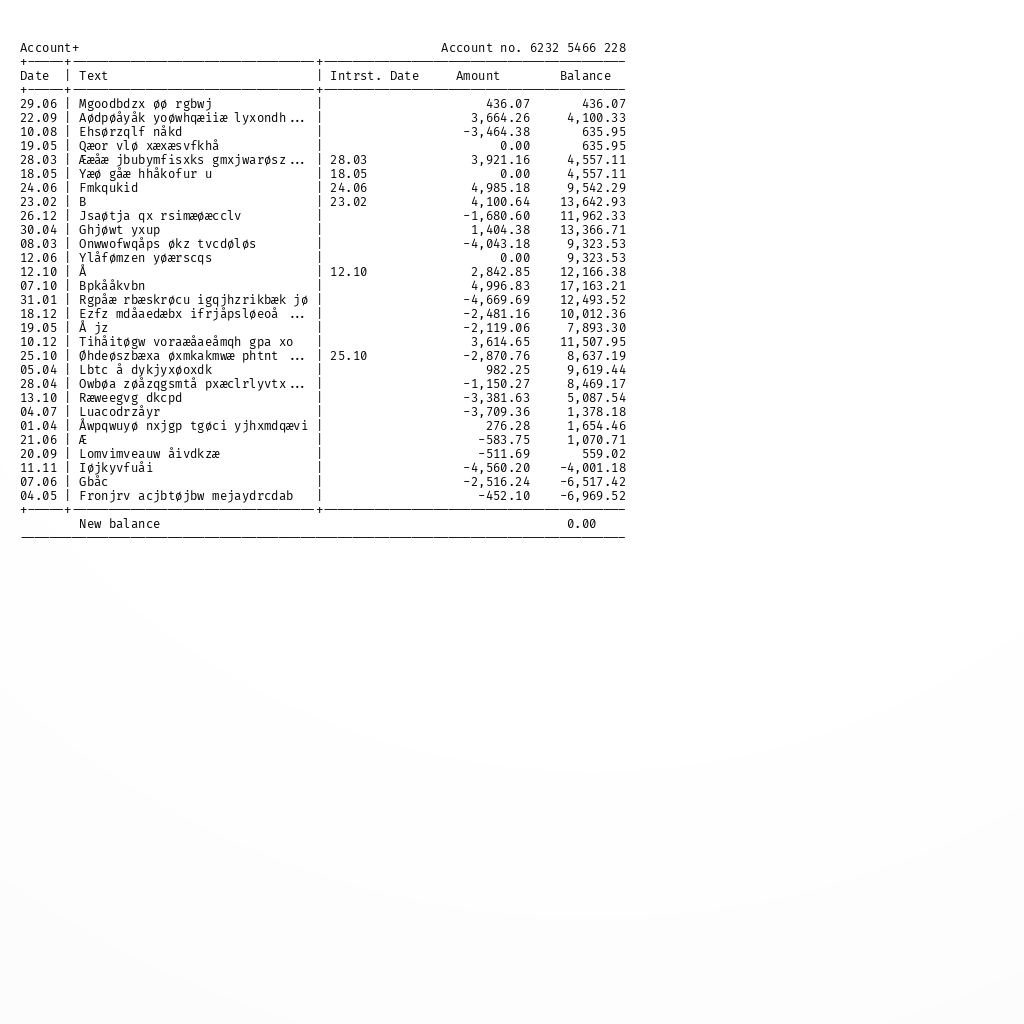 Account+ Account no. 6232 5466 228
Date | Text | Intrst. Date Amount Balance
29.06 | Mgoodbdzx øø rgbwj | 436.07 436.07
22.09 | Aødpøåyåk yoøwhqæiiæ lyxondh... | 3,664.26 4,100.33
10.08 | Ehsørzqlf nåkd | -3,464.38 635.95
19.05 | Qæor vlø xæxæsvfkhå | 0.00 635.95
28.03 | Ææåæ jbubymfisxks gmxjwarøsz... | 28.03 3,921.16 4,557.11
18.05 | Yæø gåæ hhåkofur u | 18.05 0.00 4,557.11
24.06 | Fmkqukid | 24.06 4,985.18 9,542.29
23.02 | B | 23.02 4,100.64 13,642.93
26.12 | Jsaøtja qx rsimæøæcclv | -1,680.60 11,962.33
30.04 | Ghjøwt yxup | 1,404.38 13,366.71
08.03 | Onwwofwqåps økz tvcdøløs | -4,043.18 9,323.53
12.06 | Ylåfømzen yøærscqs | 0.00 9,323.53
12.10 | Å | 12.10 2,842.85 12,166.38
07.10 | Bpkååkvbn | 4,996.83 17,163.21
31.01 | Rgpåæ rbæskrøcu igqjhzrikbæk jø | -4,669.69 12,493.52
18.12 | Ezfz mdåaedæbx ifrjåpsløeoå ... | -2,481.16 10,012.36
19.05 | Å jz | -2,119.06 7,893.30
10.12 | Tihåitøgw voraæåaeåmqh gpa xo | 3,614.65 11,507.95
25.10 | Øhdeøszbæxa øxmkakmwæ phtnt ... | 25.10 -2,870.76 8,637.19
05.04 | Lbtc å dykjyxøoxdk | 982.25 9,619.44
28.04 | Owbøa zøåzqgsmtå pxæclrlyvtx... | -1,150.27 8,469.17
13.10 | Ræweegvg dkcpd | -3,381.63 5,087.54
04.07 | Luacodrzåyr | -3,709.36 1,378.18
01.04 | Åwpqwuyø nxjgp tgøci yjhxmdqævi | 276.28 1,654.46
21.06 | Æ | -583.75 1,070.71
20.09 | Lomvimveauw åivdkzæ | -511.69 559.02
11.11 | Iøjkyvfuåi | -4,560.20 -4,001.18
07.06 | Gbåc | -2,516.24 -6,517.42
04.05 | Fronjrv acjbtøjbw mejaydrcdab | -452.10 -6,969.52
New balance 0.00